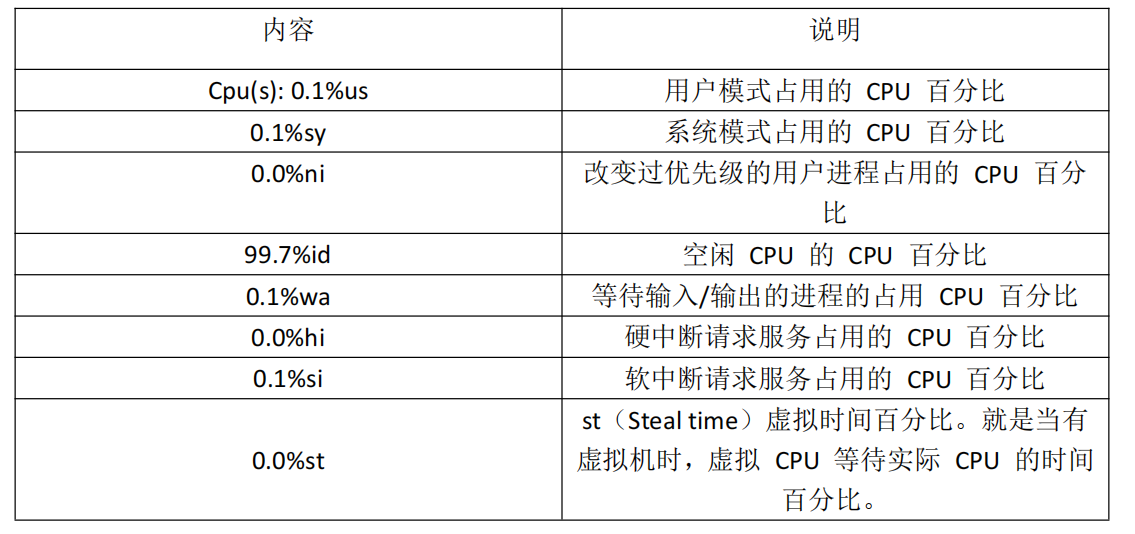 内容 说明
Cpu(s): 0.1%us 用户模式占用的 CPU 百分比
0.1%sy 系统模式占用的 CPU 百分比
0.0%ni 改变过优先级的用户进程占用的 CPU 百分
比
99.7%id 空闲 CPU 的 CPU 百分比
0.1%wa 等待输入/输出的进程的占用 CPU 百分比
0.0%hi 硬中断请求服务占用的 CPU 百分比
0.1%si 软中断请求服务占用的 CPU 百分比
st（Steal time）虚拟时间百分比。就是当有
0.0%st 虚拟机时，虚拟 CPU 等待实际 CPU 的时间
百分比。